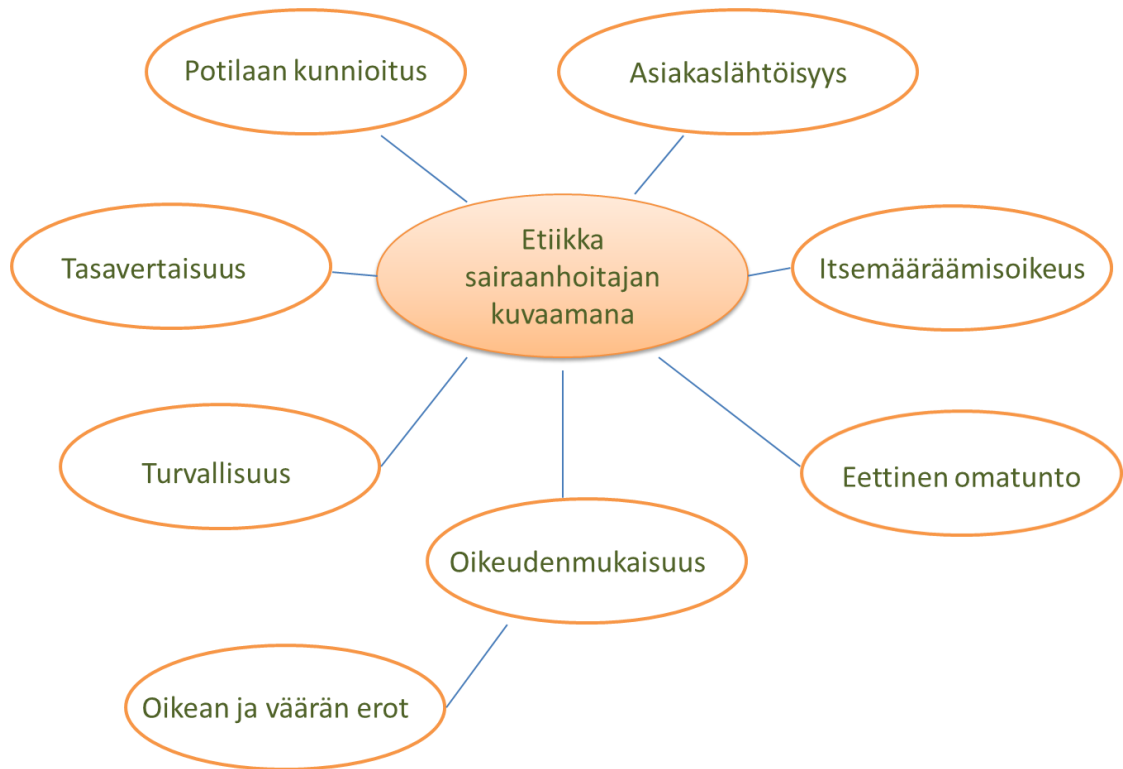 Potilaan kunnioitus
Asiakaslähtöisyys
Etiikka
sairaanhoitajan
kuvaamana
Tasavertaisuus
Itsemääräämisoikeus
Turvallisuus
Eettinen omatunto
Oikeudenmukaisuus
Oikean ja väärän erot